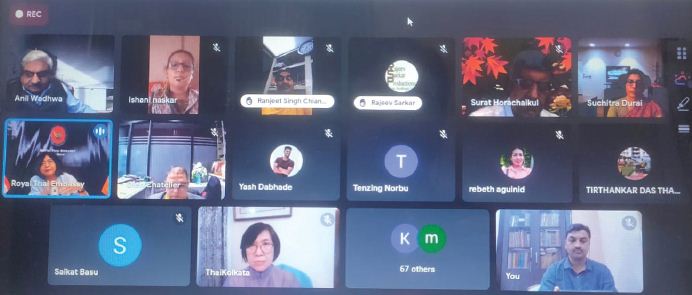 REC
Anil Wadhwa
Ishani naskar
Ranjeet Singh Chian...
Rajeev Sarkar
Surat Horachaikul
Suchitra Durai
Royal Thai Embassy
Chatelier
Yash Dabhade
T
Tenzing Norbu
rebeth aguinid
TIRTHANKAR DAS THA...
S
Saikat Basu
ThaiKolkata
K m
67 others
You